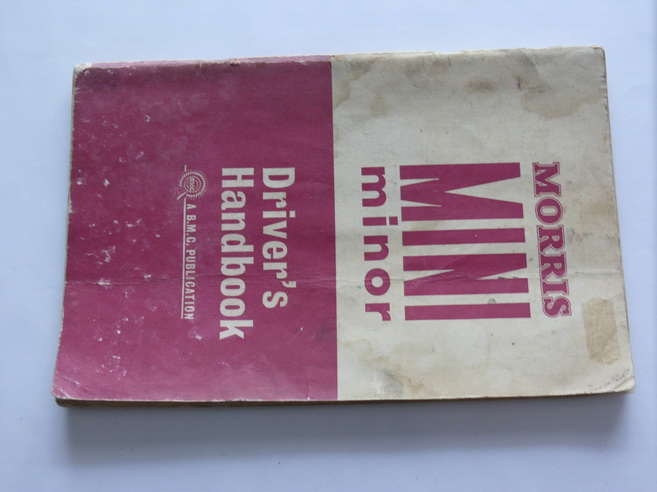 MORRIS
MINI
minor
Driver's
Handbook
A B.M.C. PUBLICATION